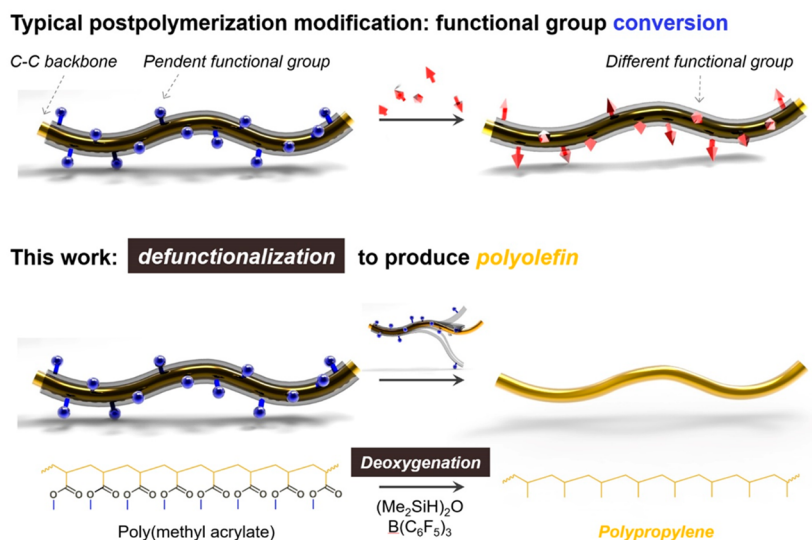 Typical postpolymerization modification: functional group conversion
C-C backbone
Pendent functional group
Different functional group
This work: defunctionalization to produce polyolefin
O O O O O O O O O O O O O O
Deoxygenation
(Me₂SiH)₂O
B(C₆F₅)₃
Poly(methyl acrylate)
Polypropylene